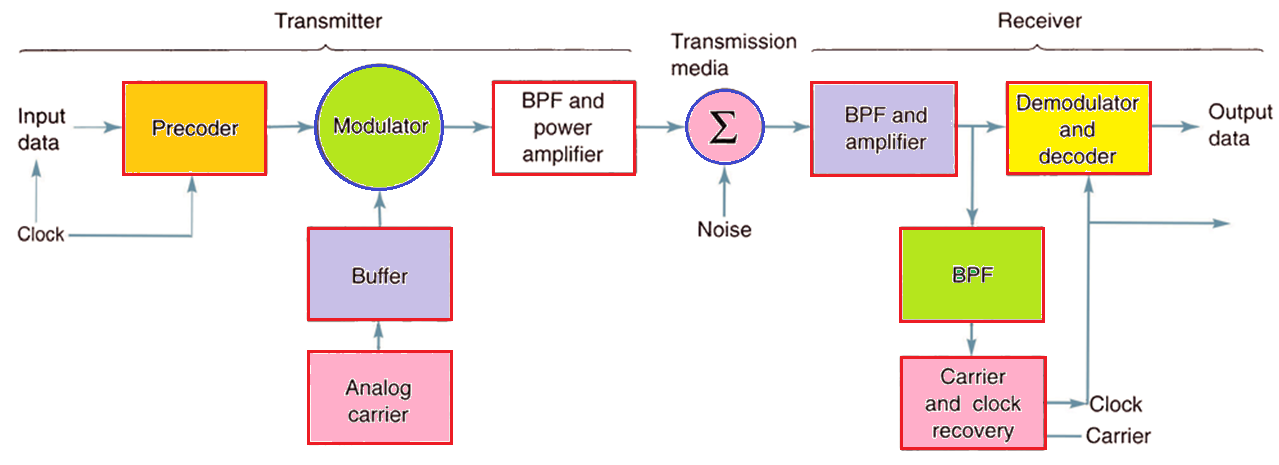 Transmitter
Receiver
Transmission
media
Input
data
Precoder
Modulator
BPF and
power
amplifier
Σ
BPF and
amplifier
Demodulator
and
decoder
Output
data
Clock
Noise
Buffer
BPF
Analog
carrier
Carrier
and clock
recovery
Clock
Carrier